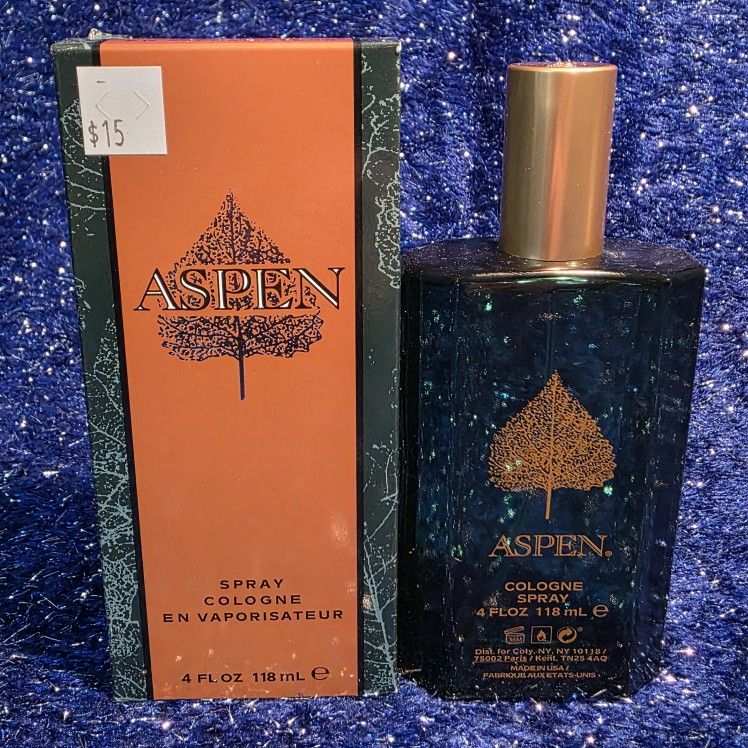 $15
ASPEN
SPRAY
COLOGNE
EN VAPORISATEUR
4 FL OZ 118 mL ℮
ASPEN®
COLOGNE
SPRAY
4 FL OZ 118 mL ℮
Dist. for Coty, NY, NY 10118 /
75002 Paris / Kent. TN25 4AQ
MADE IN USA /
FABRIQUE AUX ETATS-UNIS